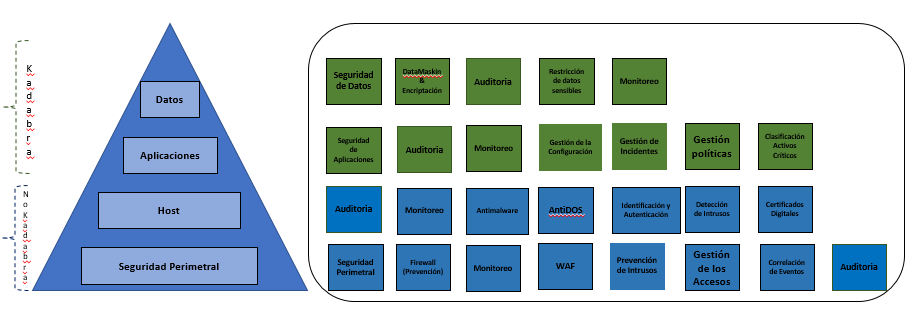 Kadabra
No Kadabra
Datos
Aplicaciones
Host
Seguridad Perimetral
Seguridad
de Datos
DataMaskin
&
Encriptación
Auditoria
Restricción
de datos
sensibles
Monitoreo
Seguridad
de
Aplicaciones
Auditoria
Monitoreo
Gestión de la
Configuración
Gestión de
Incidentes
Gestión
políticas
Clasificación
Activos
Críticos
Auditoria
Monitoreo
Antimalware
AntiDOS
Identificación y
Autenticación
Detección
de Intrusos
Certificados
Digitales
Seguridad
Perimetral
Firewall
(Prevención)
Monitoreo
WAF
Prevención
de Intrusos
Gestión
de los
Accesos
Correlación
de Eventos
Auditoria